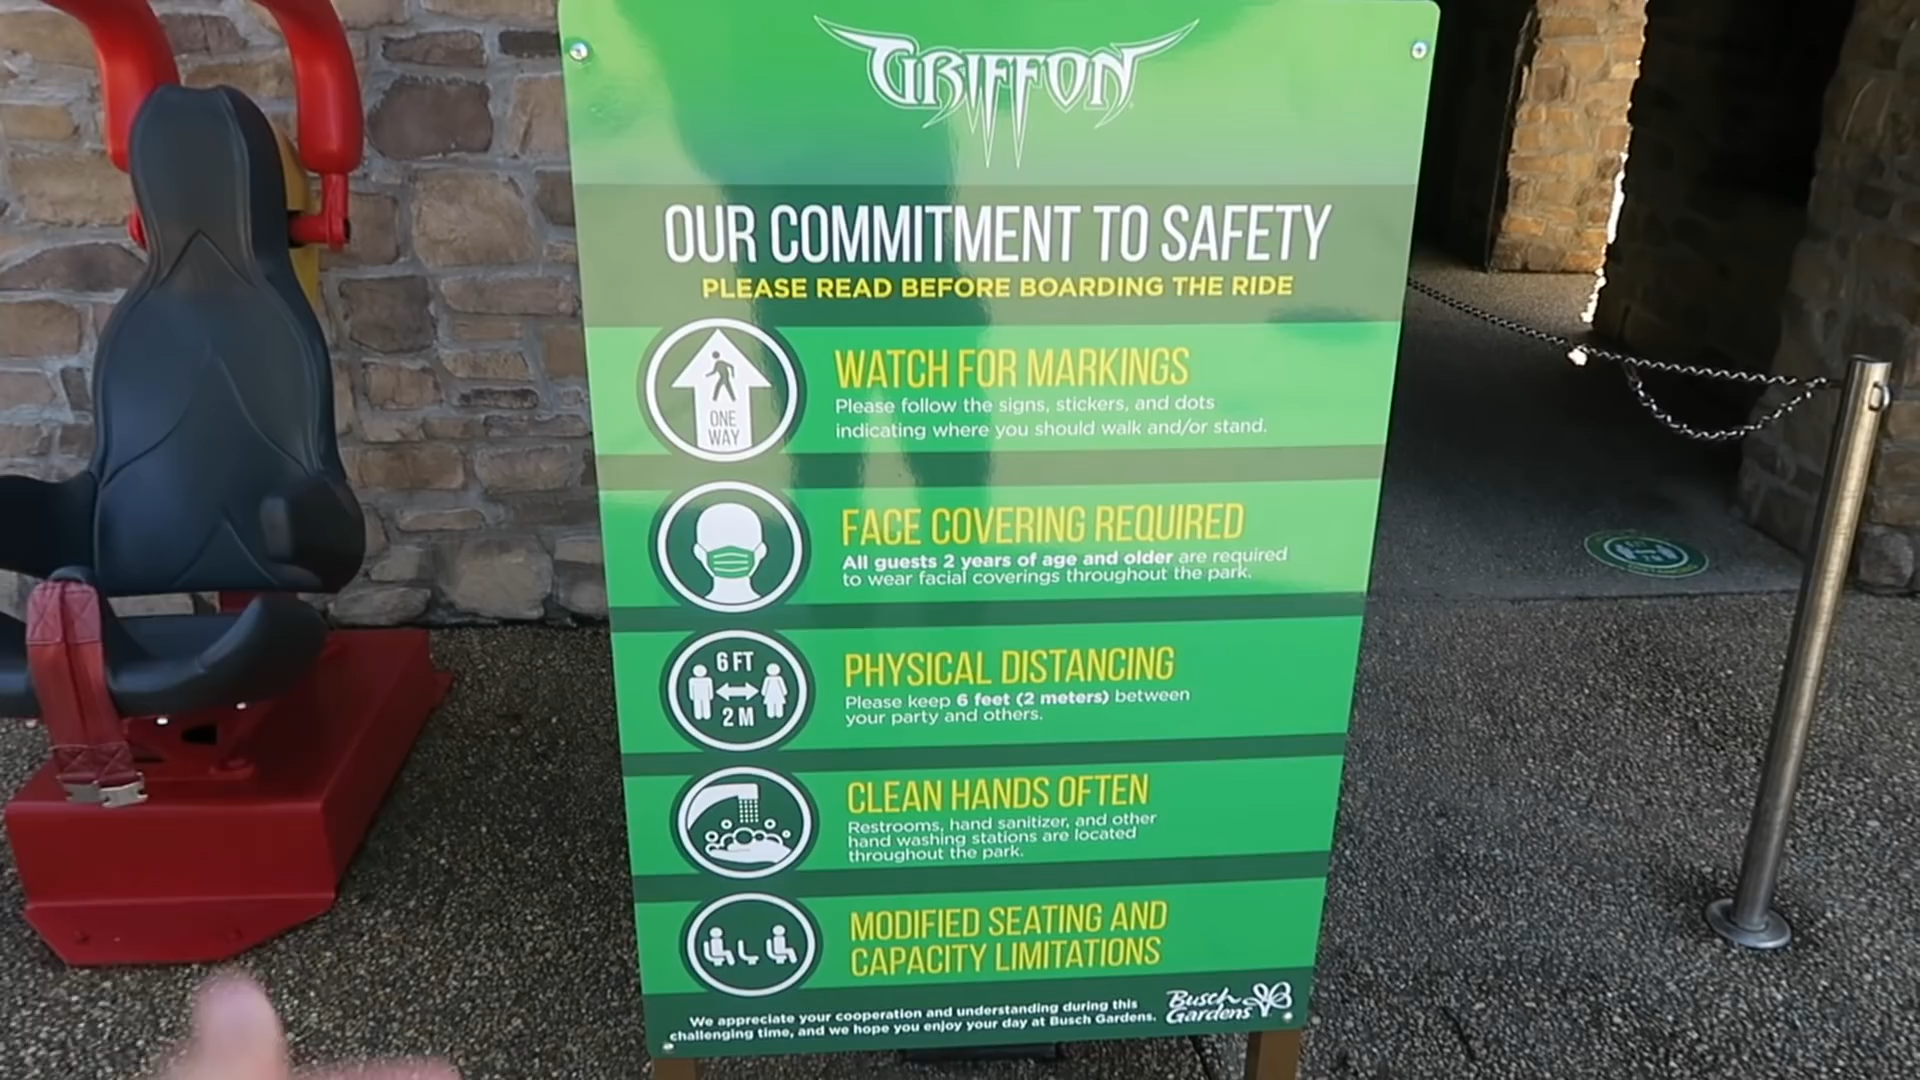 GRIFFON
OUR COMMITMENT TO SAFETY
PLEASE READ BEFORE BOARDING THE RIDE
ONE
WAY
WATCH FOR MARKINGS
Please follow the signs, stickers, and dots
indicating where you should walk and/or stand.
FACE COVERING REQUIRED
All guests 2 years of age and older are required
to wear facial coverings throughout the park.
6 FT
2 M
PHYSICAL DISTANCING
Please keep 6 feet (2 meters) between
your party and others.
CLEAN HANDS OFTEN
Restrooms, hand sanitizer, and other
hand washing stations are located
throughout the park.
MODIFIED SEATING AND
CAPACITY LIMITATIONS
We appreciate your cooperation and understanding during this
challenging time, and we hope you enjoy your day at Busch Gardens.
Busch
Gardens